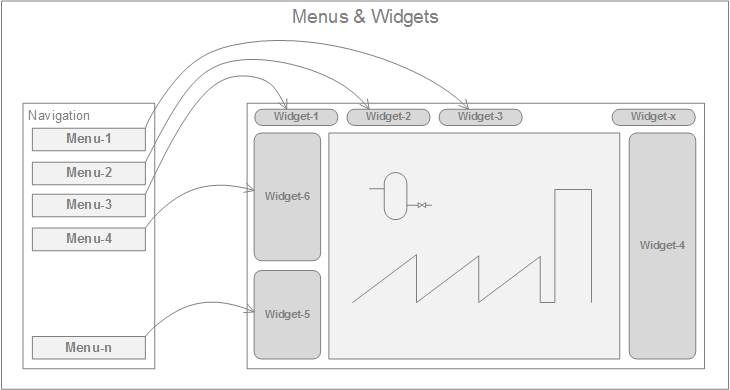 Menus & Widgets
Navigation
Menu-1
Menu-2
Menu-3
Menu-4
Menu-n
Widget-1
Widget-2
Widget-3
Widget-x
Widget-6
Widget-5
Widget-4